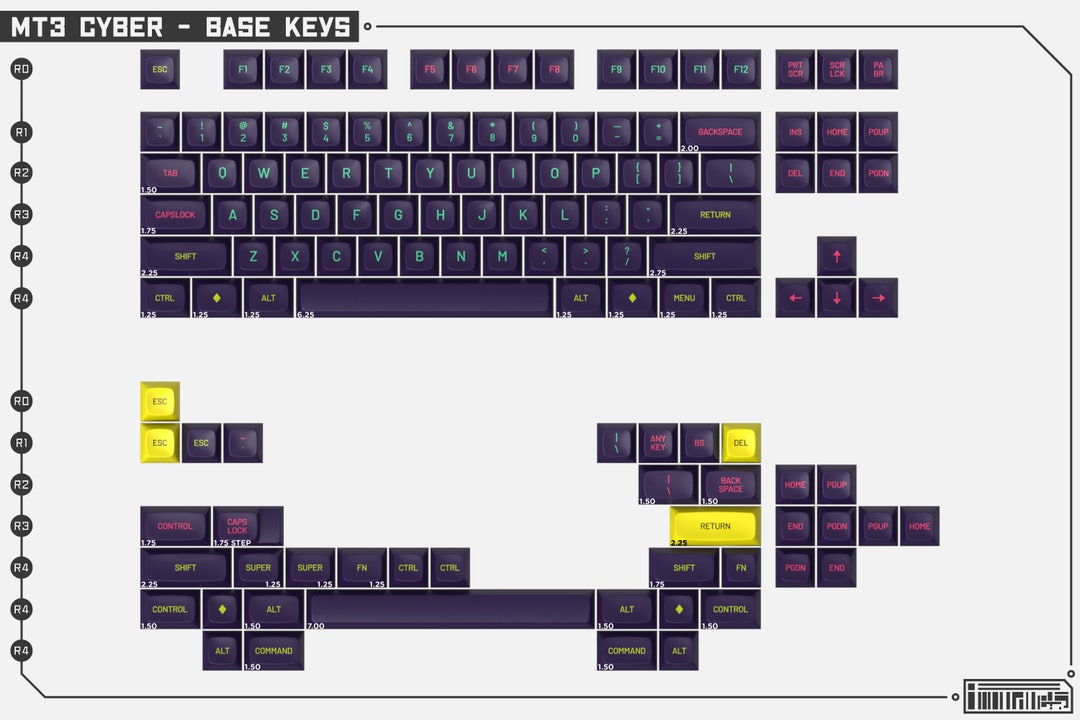 MT3 CYBER - BASE KEYS
R0
ESC F1 F2 F3 F4 F5 F6 F7 F8 F9 F10 F11 F12 PRT SCR SCR LCK PA BR
R1
~ ! @ # $ % ^ & * ( ) — +
` 1 2 3 4 5 6 7 8 9 0 - = BACKSPACE 2.00 INS HOME PGUP
R2
TAB 1.50 Q W E R T Y U I O P { [ } ] | \ DEL END PGDN
R3
CAPSLOCK 1.75 A S D F G H J K L : ; " ' RETURN 2.25
R4
SHIFT 2.25 Z X C V B N M < , > . ? / SHIFT 2.75 ↑
R4
CTRL 1.25 ♦ 1.25 ALT 1.25 6.25 ALT 1.25 ♦ 1.25 MENU 1.25 CTRL 1.25 ← ↓ →
R0
ESC
R1
ESC ESC ~ ` | \ ANY KEY BS DEL
R2
| \ 1.50 BACK SPACE 1.50 HOME PGUP
R3
CONTROL 1.75 CAPS LOCK 1.75 STEP RETURN 2.25 END PGDN PGUP HOME
R4
SHIFT 2.25 SUPER 1.25 SUPER 1.25 FN 1.25 CTRL CTRL SHIFT 1.75 FN PGDN END
R4
CONTROL 1.50 ♦ ALT 1.50 7.00 ALT 1.50 ♦ CONTROL 1.50
R4
ALT COMMAND 1.50 COMMAND 1.50 ALT